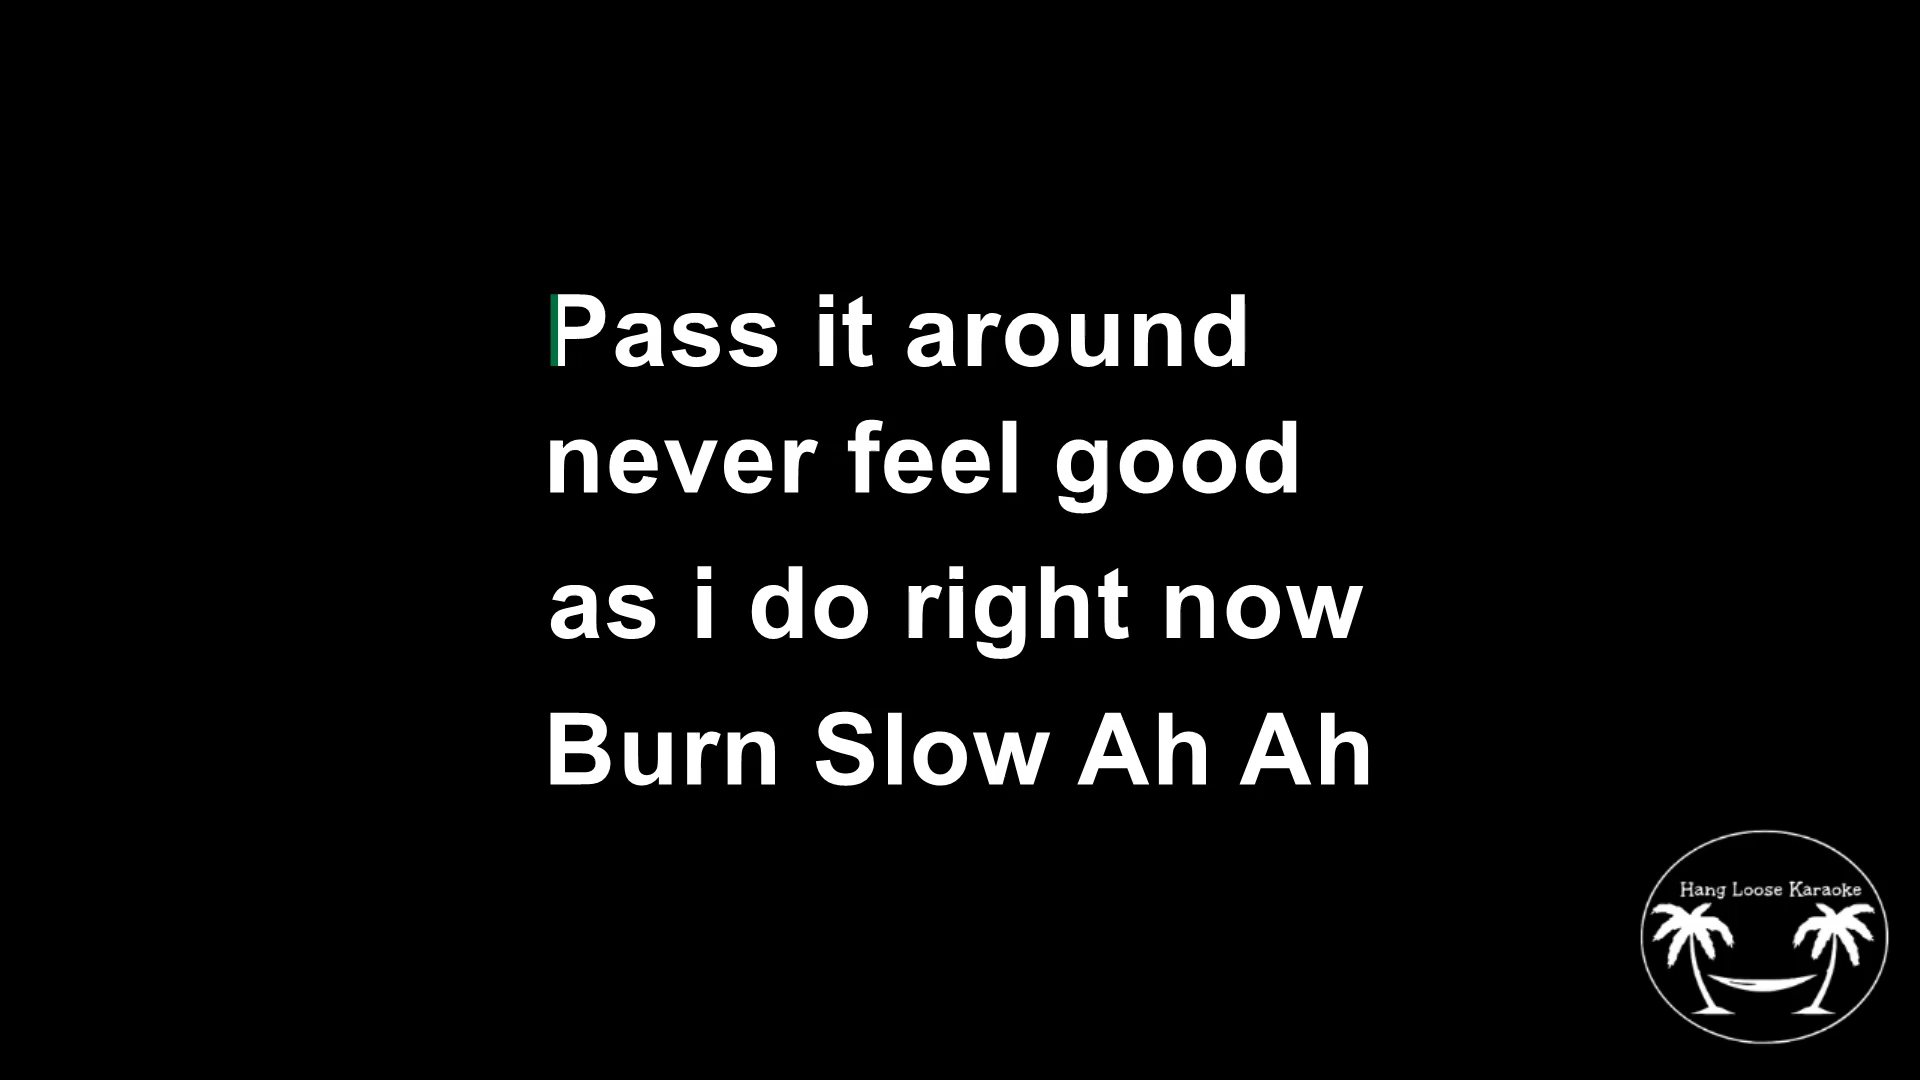 Pass it around
never feel good
as i do right now
Burn Slow Ah Ah
Hang Loose Karaoke